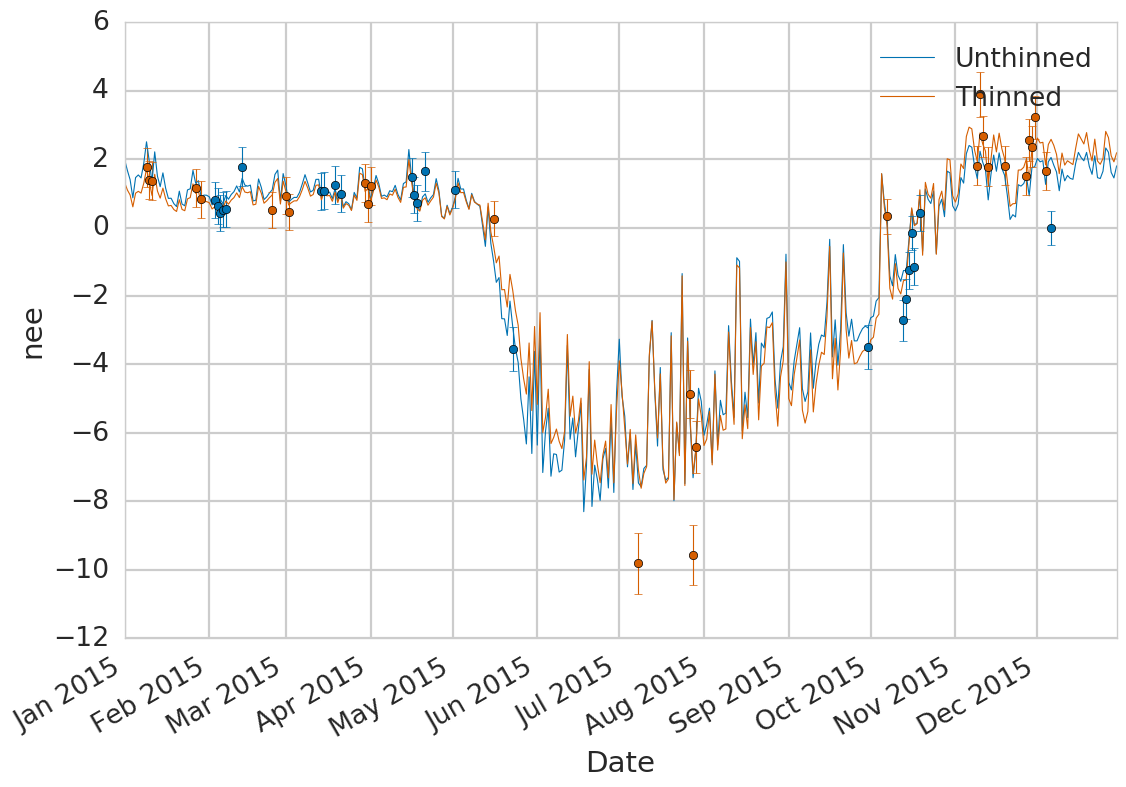 6
4
2
0
−2
−4
−6
−8
−10
−12
nee
Unthinned
Thinned
Jan 2015
Feb 2015
Mar 2015
Apr 2015
May 2015
Jun 2015
Jul 2015
Aug 2015
Sep 2015
Oct 2015
Nov 2015
Dec 2015
Date